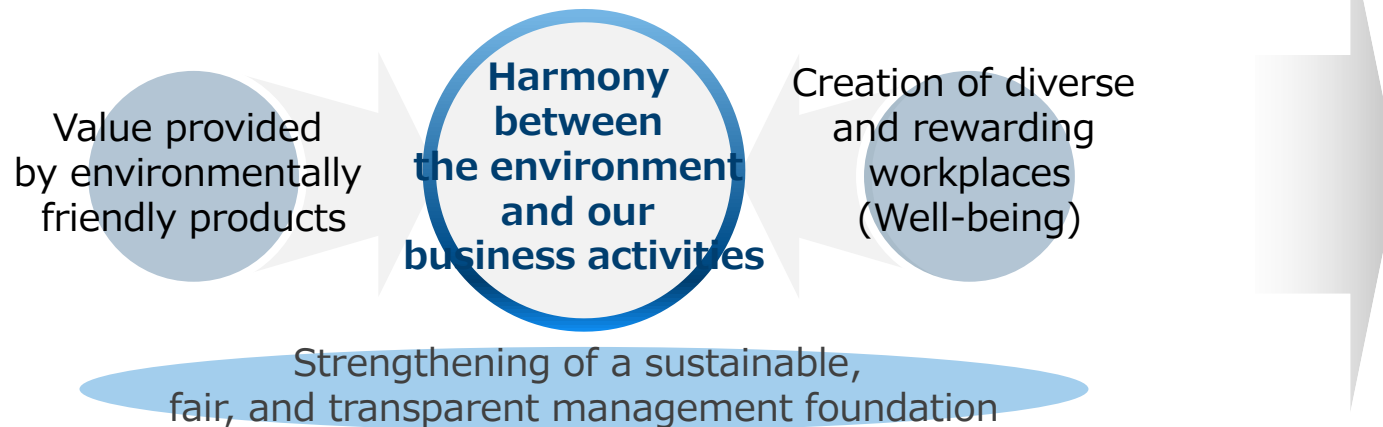 Value provided
by environmentally
friendly products
Harmony
between
the environment
and our
business activities
Creation of diverse
and rewarding
workplaces
(Well-being)
Strengthening of a sustainable,
fair, and transparent management foundation